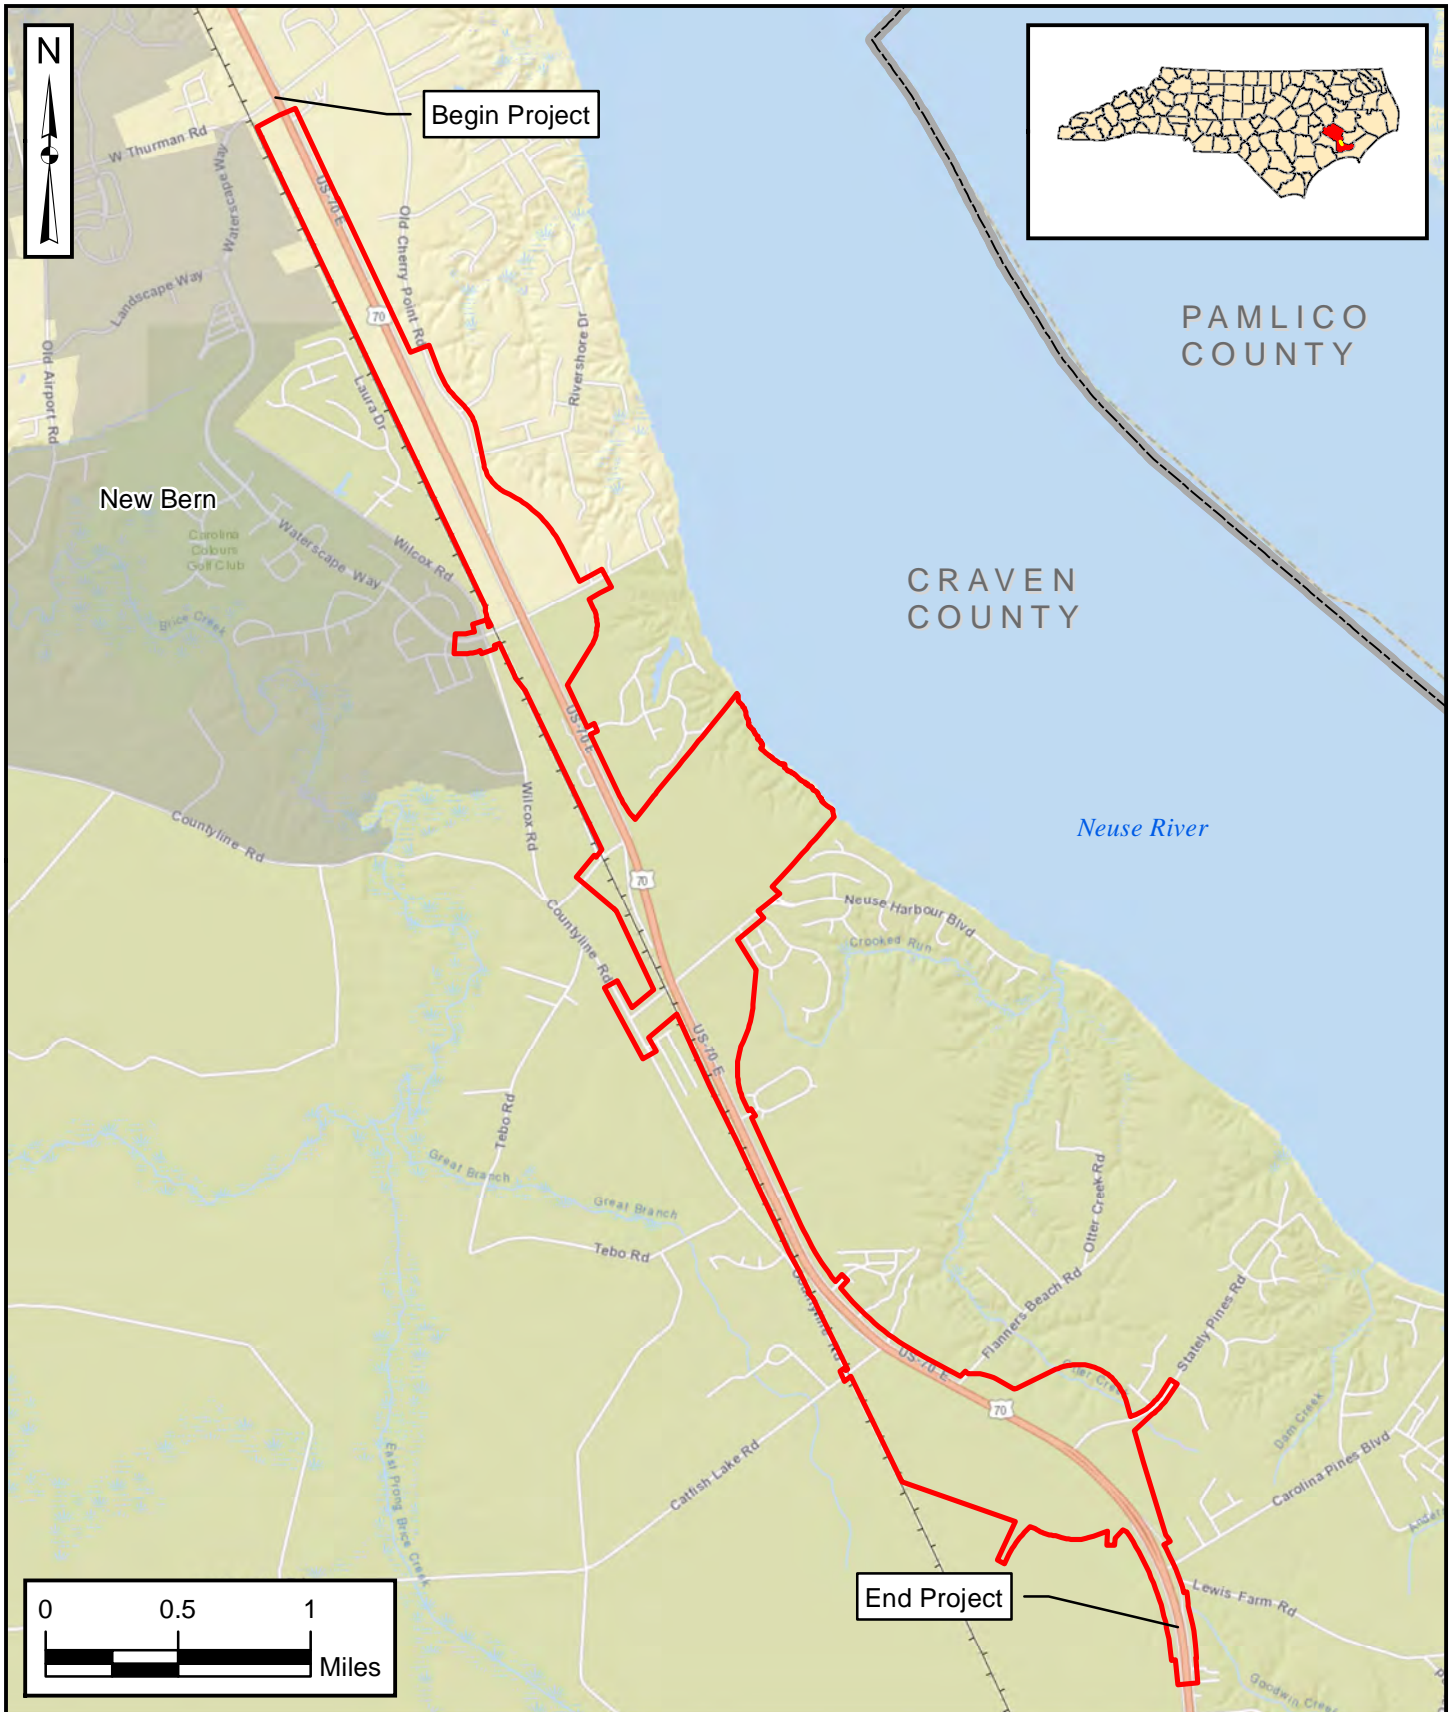 N
Begin Project
W Thurman Rd
Waterscape Way
US-70-E
Old Cherry Point Rd
Landscape Way
70
PAMLICO
COUNTY
Old Airport Rd
Laura Dr
Rivershore Dr
New Bern
Carolina
Colours
Golf Club
Waterscape Way
Wilcox Rd
CRAVEN
COUNTY
Brice Creek
US-70-E
Countyline Rd
Wilcox Rd
Neuse River
70
Countyline Rd
Neuse Harbour Blvd
Crooked Run
US-70-E
Tebo Rd
Great Branch
Great Branch
Otter Creek Rd
Tebo Rd
Countyline Rd
Flanners Beach Rd
Stately Pines Rd
US-70-E
Otter Creek
70
Dam Creek
Catfish Lake Rd
Carolina Pines Blvd
East Prong Brice Creek
End Project
Lewis Farm Rd
Goodwin Creek
0 0.5 1
Miles